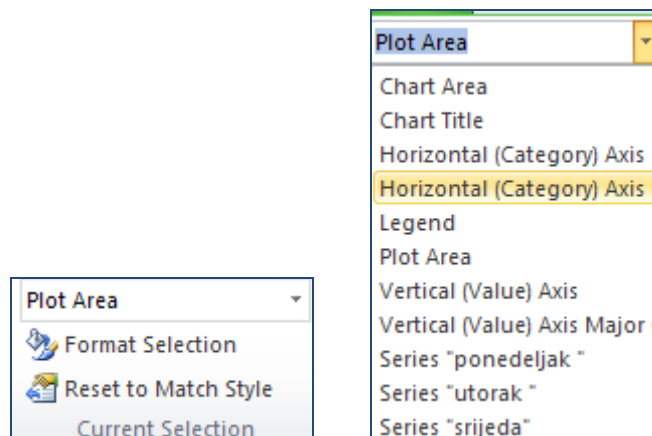 Plot Area
Format Selection
Reset to Match Style
Current Selection
Plot Area
Chart Area
Chart Title
Horizontal (Category) Axis
Horizontal (Category) Axis
Legend
Plot Area
Vertical (Value) Axis
Vertical (Value) Axis Major
Series "ponedeljak "
Series "utorak "
Series "srijeda"